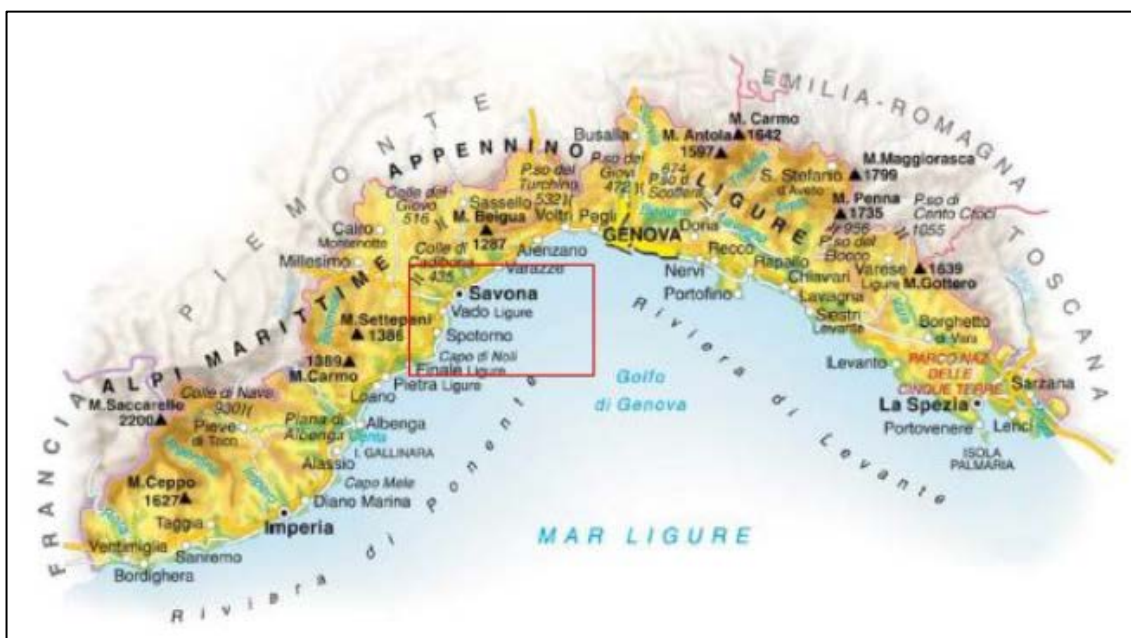 PIEMONTE
EMILIA-ROMAGNA
TOSCANA
FRANCIA
ALPI MARITTIME
APPENNINO
LIGURE
Busalla
M. Antola
1597
M. Carmo
1642
P.so dei
Giovi
472
674
P.so d.
Scoffera
S. Stefano
d'Aveto
M. Maggiorasca
1799
M. Penna
1735
P.so di
Cento Croci
1055
956
P.so del
Bocco
Varese
Ligure
1639
M. Gottero
Colle del
Giovo
516
Sassello
P.so del
Turchino
532
M. Beigua
1287
Voltri
Pegli
GENOVA
Doria
Recco
Rapallo
Chiavari
Nervi
Portofino
Lavagna
Sestri
Levante
Borghetto
di Vara
Levanto
PARCO NAZ.
DELLE
CINQUE TERRE
Sarzana
La Spezia
Portovenere
Lerici
ISOLA
PALMARIA
Cairo
Montenotte
Millesimo
Colle di
Cadibona
435
Arenzano
Varazze
Savona
Vado Ligure
M. Settepani
1386
Spotorno
Capo di Noli
1389
M. Carmo
Finale Ligure
Pietra Ligure
Loano
Colle di Nava
930
M. Saccarello
2200
Pieve
di Teco
Piana di
Albenga
Albenga
I. GALLINARA
Alassio
Capo Mele
M. Ceppo
1627
Diano Marina
Taggia
Imperia
Ventimiglia
Sanremo
Bordighera
Golfo
di Genova
MAR LIGURE
Riviera di Ponente
Riviera di Levante